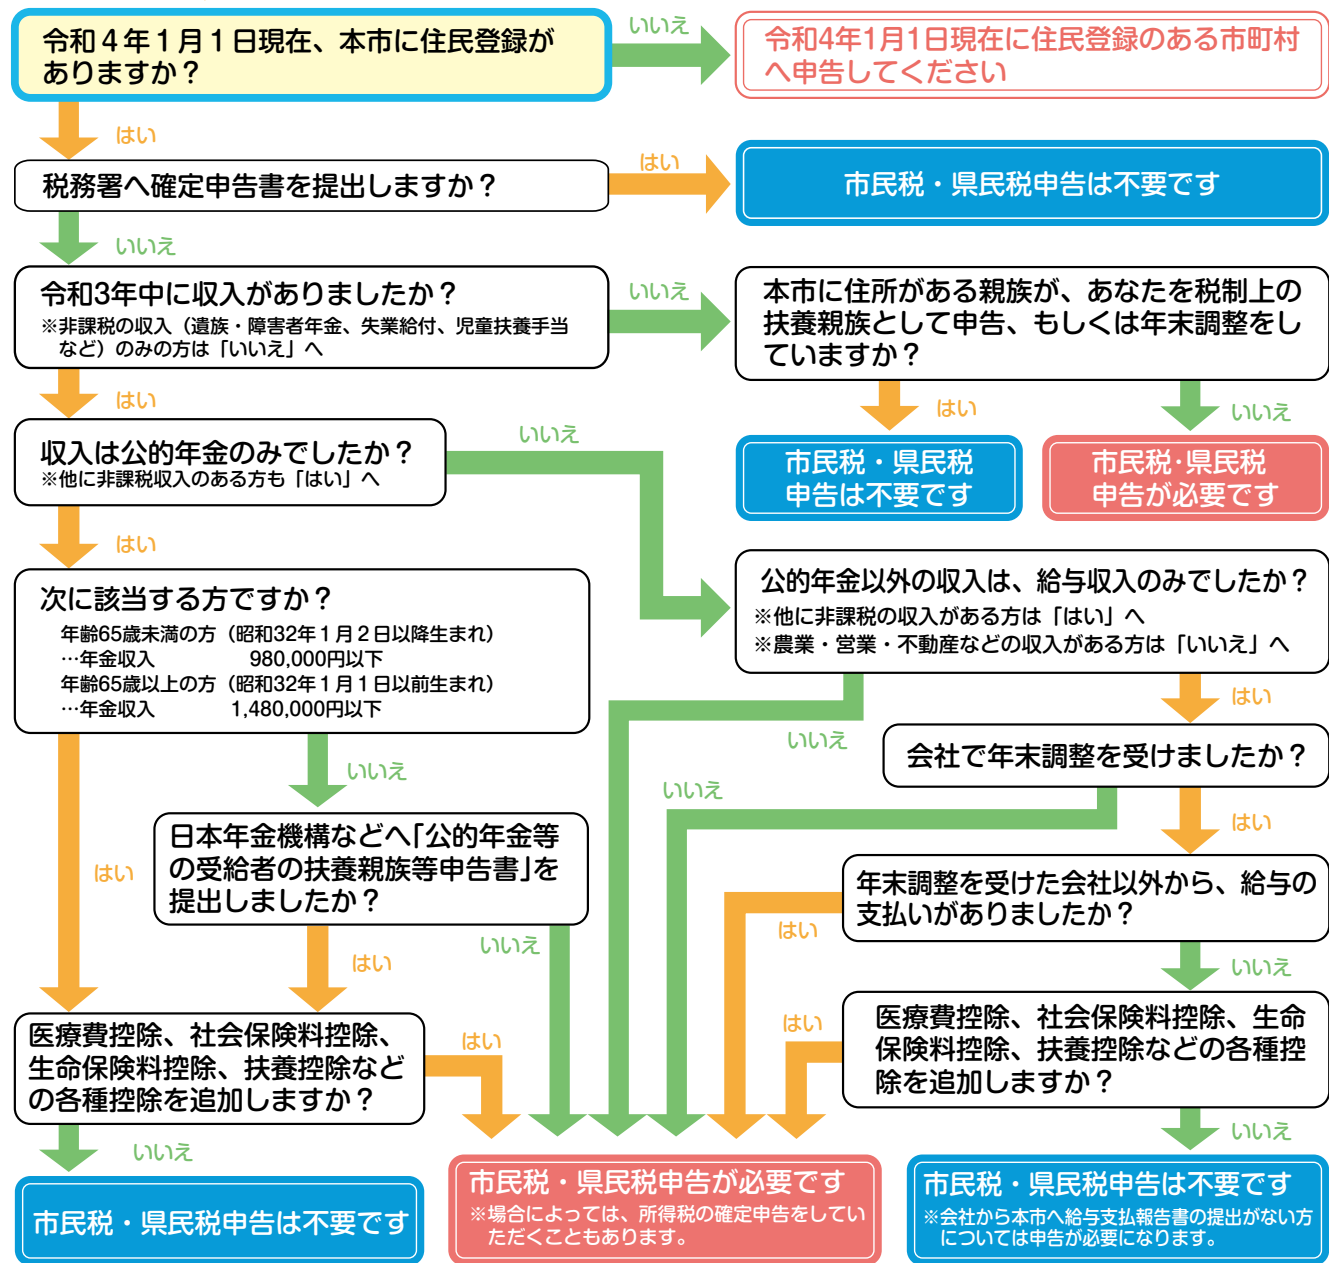 令和４年１月１日現在、本市に住民登録が
ありますか？
いいえ
令和4年1月1日現在に住民登録のある市町村
へ申告してください
はい
税務署へ確定申告書を提出しますか？
はい
市民税・県民税申告は不要です
いいえ
令和3年中に収入がありましたか？
※非課税の収入（遺族・障害者年金、失業給付、児童扶養手当
など）のみの方は「いいえ」へ
いいえ
本市に住所がある親族が、あなたを税制上の
扶養親族として申告、もしくは年末調整をし
ていますか？
はい
はい
いいえ
市民税・県民税
申告は不要です
市民税・県民税
申告が必要です
収入は公的年金のみでしたか？
※他に非課税収入のある方も「はい」へ
いいえ
はい
次に該当する方ですか？
年齢65歳未満の方（昭和32年１月２日以降生まれ）
…年金収入 980,000円以下
年齢65歳以上の方（昭和32年１月１日以前生まれ）
…年金収入 1,480,000円以下
公的年金以外の収入は、給与収入のみでしたか？
※他に非課税の収入がある方は「はい」へ
※農業・営業・不動産などの収入がある方は「いいえ」へ
いいえ
はい
会社で年末調整を受けましたか？
いいえ
はい
いいえ
日本年金機構などへ「公的年金等
の受給者の扶養親族等申告書」を
提出しましたか？
はい
はい
いいえ
年末調整を受けた会社以外から、給与の
支払いがありましたか？
はい
いいえ
医療費控除、社会保険料控除、
生命保険料控除、扶養控除など
の各種控除を追加しますか？
はい
いいえ
医療費控除、社会保険料控除、生命
保険料控除、扶養控除などの各種控
除を追加しますか？
はい
いいえ
市民税・県民税申告は不要です
市民税・県民税申告が必要です
※場合によっては、所得税の確定申告をしてい
ただくこともあります。
市民税・県民税申告は不要です
※会社から本市へ給与支払報告書の提出がない方
については申告が必要になります。